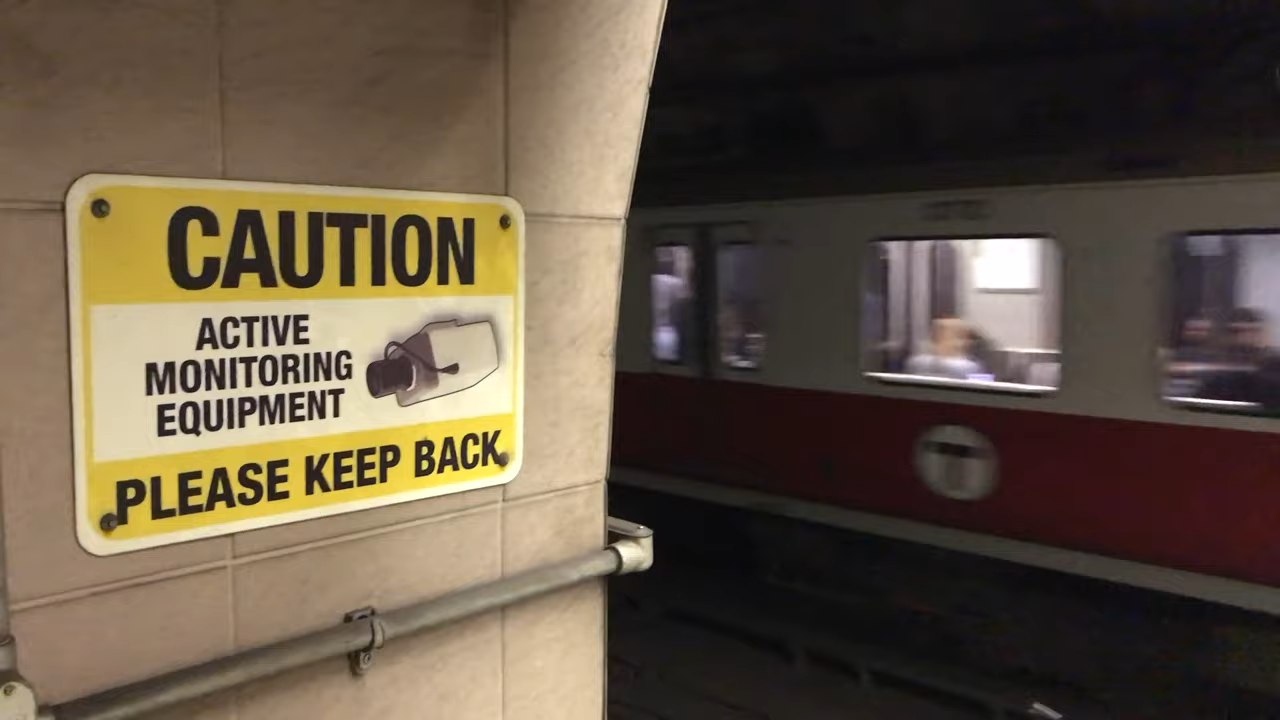 CAUTION
ACTIVE
MONITORING
EQUIPMENT
PLEASE KEEP BACK
T